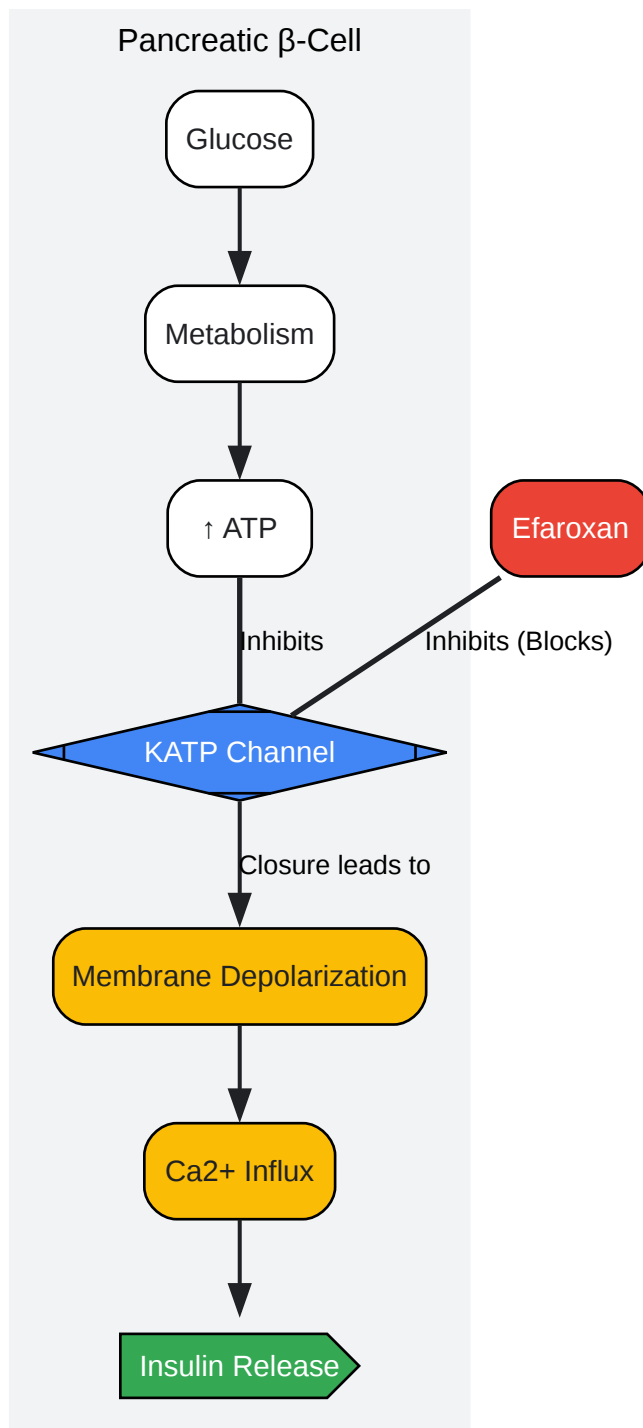 Pancreatic β-Cell
Glucose
Metabolism
↑ ATP
Efaroxan
Inhibits
Inhibits (Blocks)
KATP Channel
Closure leads to
Membrane Depolarization
Ca2+ Influx
Insulin Release